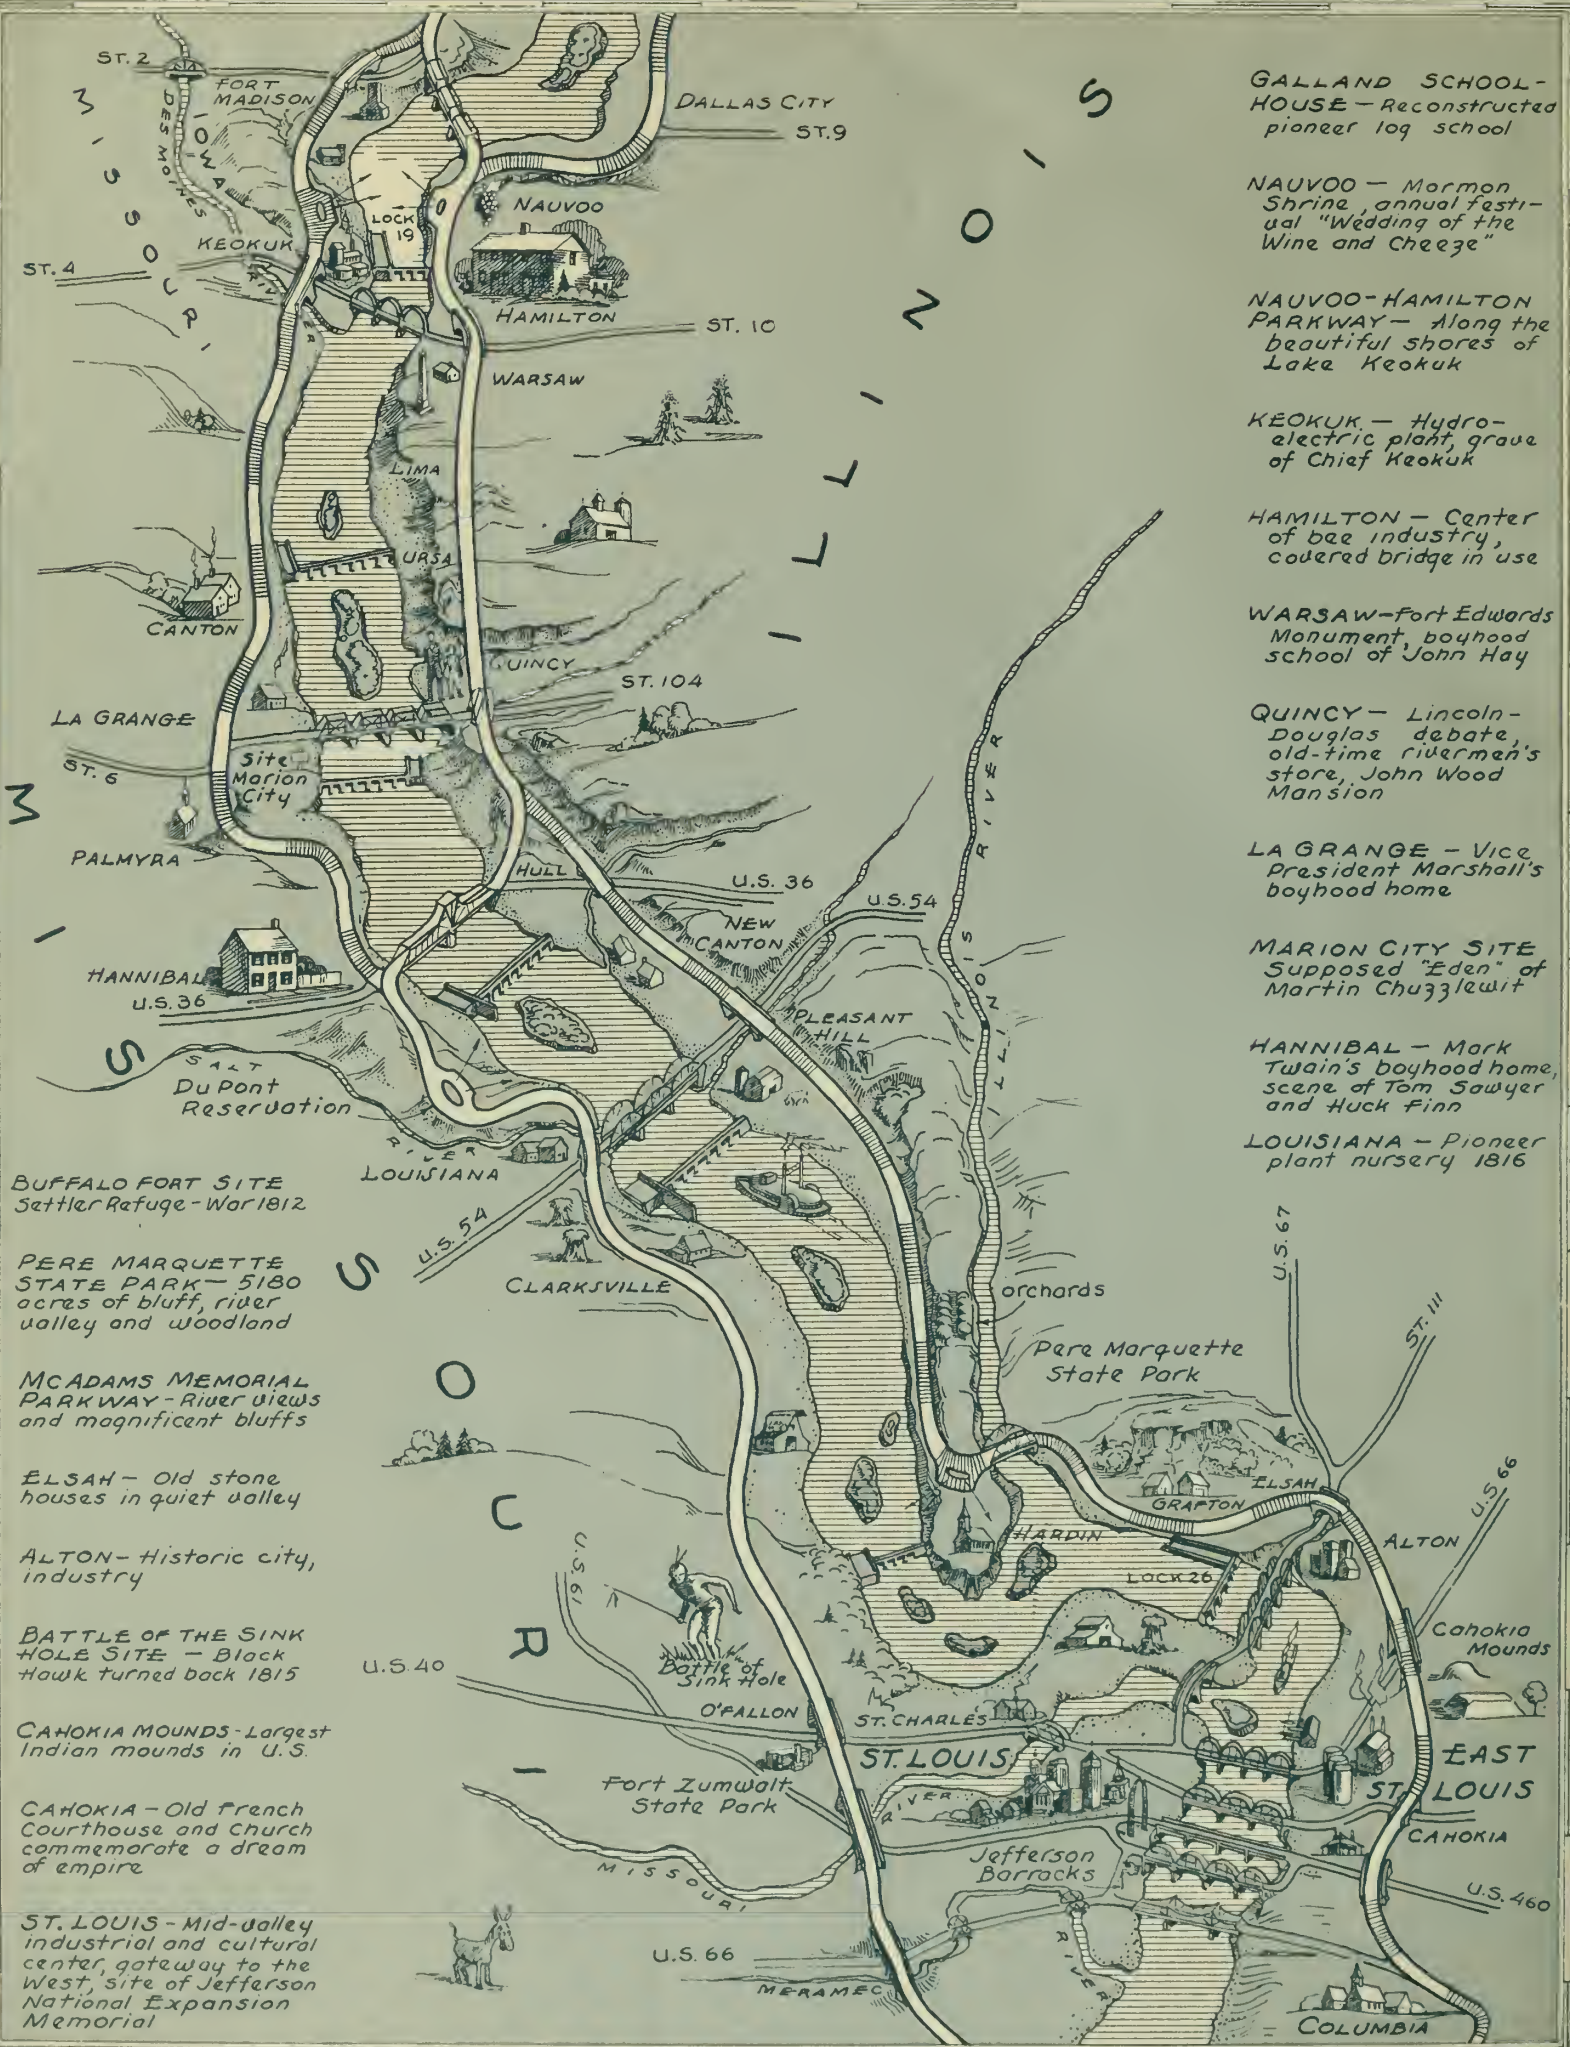 ST. 2
FORT
MADISON
DES MOINES
IOWA
MISSOURI
DALLAS CITY
ST. 9
ILLINOIS
NAUVOO
LOCK
19
KEOKUK
ST. 4
RIVER
HAMILTON
ST. 10
WARSAW
LIMA
URSA
CANTON
QUINCY
ST. 104
LA GRANGE
ST. 6
Site
Marion
City
PALMYRA
HULL
U.S. 36
U.S. 54
NEW
CANTON
HANNIBAL
U.S. 36
PLEASANT
HILL
ILLINOIS RIVER
SALT
RIVER
Du Pont
Reservation
LOUISIANA
U.S. 54
CLARKSVILLE
MISSOURI
orchards
Pere Marquette
State Park
U.S. 67
ST. 111
U.S. 66
ELSAH
GRAFTON
HARDIN
ALTON
LOCK 26
Cahokia
Mounds
U.S. 61
Battle of
Sink Hole
U.S. 40
O'FALLON
ST. CHARLES
ST. LOUIS
EAST
ST. LOUIS
Fort Zumwalt
State Park
RIVER
MISSOURI
CAHOKIA
Jefferson
Barracks
U.S. 460
U.S. 66
MERAMEC
RIVER
COLUMBIA
GALLAND SCHOOL-
HOUSE — Reconstructed
pioneer log school
NAUVOO — Mormon
Shrine, annual festi-
val "Wedding of the
Wine and Cheeze"
NAUVOO-HAMILTON
PARKWAY — Along the
beautiful shores of
Lake Keokuk
KEOKUK — Hydro-
electric plant, grave
of Chief Keokuk
HAMILTON — Center
of bee industry,
covered bridge in use
WARSAW — Fort Edwards
Monument, boyhood
school of John Hay
QUINCY — Lincoln-
Douglas debate,
old-time rivermen's
store, John Wood
Mansion
LA GRANGE — Vice
President Marshall's
boyhood home
MARION CITY SITE
Supposed "Eden" of
Martin Chuzzlewit
HANNIBAL — Mark
Twain's boyhood home,
scene of Tom Sawyer
and Huck Finn
LOUISIANA — Pioneer
plant nursery 1816
BUFFALO FORT SITE
Settler Refuge - War 1812
PERE MARQUETTE
STATE PARK — 5180
acres of bluff, river
valley and woodland
MCADAMS MEMORIAL
PARKWAY - River views
and magnificent bluffs
ELSAH — Old stone
houses in quiet valley
ALTON — Historic city,
industry
BATTLE OF THE SINK
HOLE SITE — Black
Hawk turned back 1815
CAHOKIA MOUNDS - Largest
Indian mounds in U.S.
CAHOKIA — Old French
Courthouse and Church
commemorate a dream
of empire
ST. LOUIS - Mid-valley
industrial and cultural
center, gateway to the
West, site of Jefferson
National Expansion
Memorial